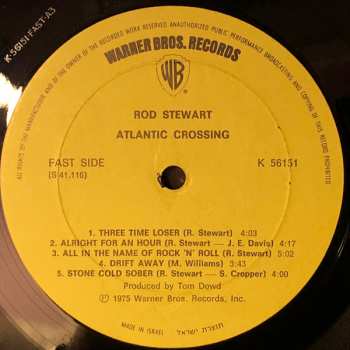 K·56151·FAST·A3
ALL RIGHTS OF THE MANUFACTURER AND OF THE OWNER OF THE RECORDED WORK RESERVED UNAUTHORIZED PUBLIC PERFORMANCE BROADCASTING AND COPYING OF THIS RECORD PROHIBITED
WARNER BROS. RECORDS
WB
ROD STEWART
ATLANTIC CROSSING
FAST SIDE K 56151
(S 41.116)
1. THREE TIME LOSER (R. Stewart) 4:03
2. ALRIGHT FOR AN HOUR (R. Stewart — J. E. Davis) 4:17
3. ALL IN THE NAME OF ROCK 'N' ROLL (R. Stewart) 5:02
4. DRIFT AWAY (M. Williams) 3:43
5. STONE COLD SOBER (R. Stewart — S. Cropper) 4:00
Produced by Tom Dowd
℗ 1975 Warner Bros. Records, Inc.
MADE IN ISRAEL תוצרת ישראל